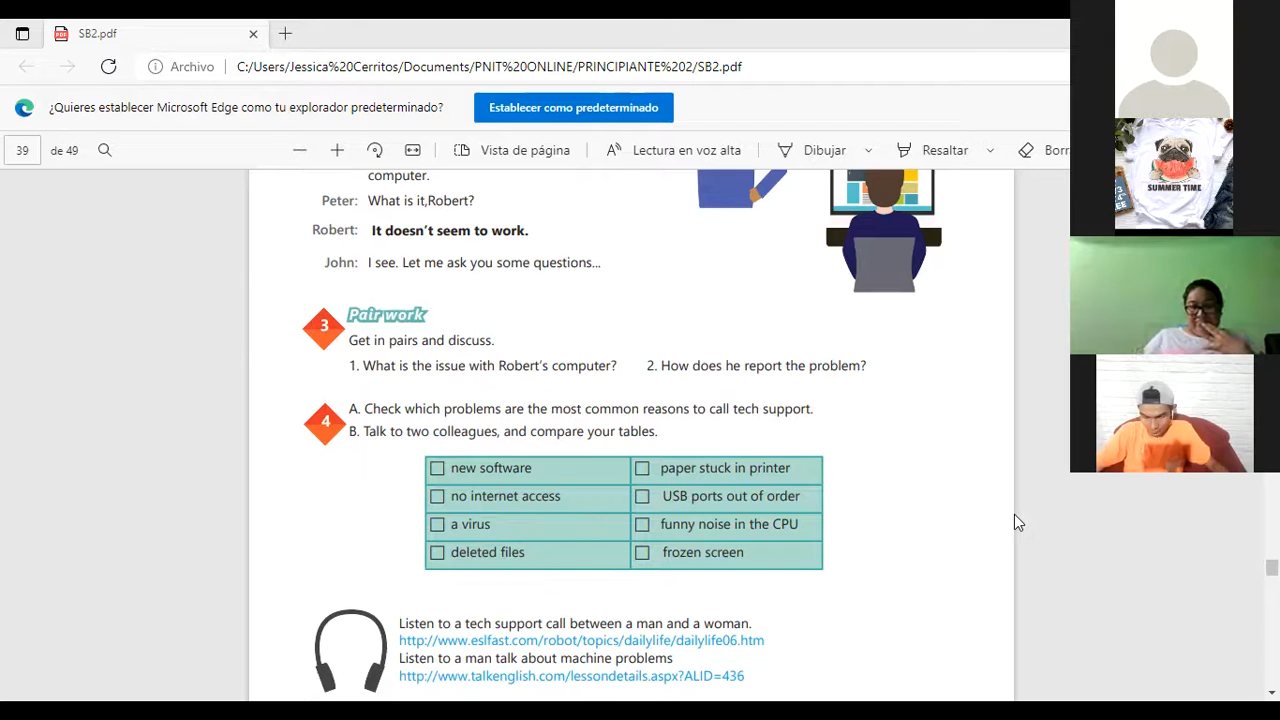 SB2.pdf
Archivo C:/Users/Jessica%20Cerritos/Documents/PNIT%20ONLINE/PRINCIPIANTE%202/SB2.pdf
¿Quieres establecer Microsoft Edge como tu explorador predeterminado? Establecer como predeterminado
39 de 49 Vista de página Lectura en voz alta Dibujar Resaltar Borr
computer.
Peter: What is it,Robert?
Robert: It doesn't seem to work.
John: I see. Let me ask you some questions...
3 Pair work
Get in pairs and discuss.
1. What is the issue with Robert's computer? 2. How does he report the problem?
4 A. Check which problems are the most common reasons to call tech support.
B. Talk to two colleagues, and compare your tables.
new software paper stuck in printer
no internet access USB ports out of order
a virus funny noise in the CPU
deleted files frozen screen
Listen to a tech support call between a man and a woman.
http://www.eslfast.com/robot/topics/dailylife/dailylife06.htm
Listen to a man talk about machine problems
http://www.talkenglish.com/lessondetails.aspx?ALID=436
SUMMER TIME